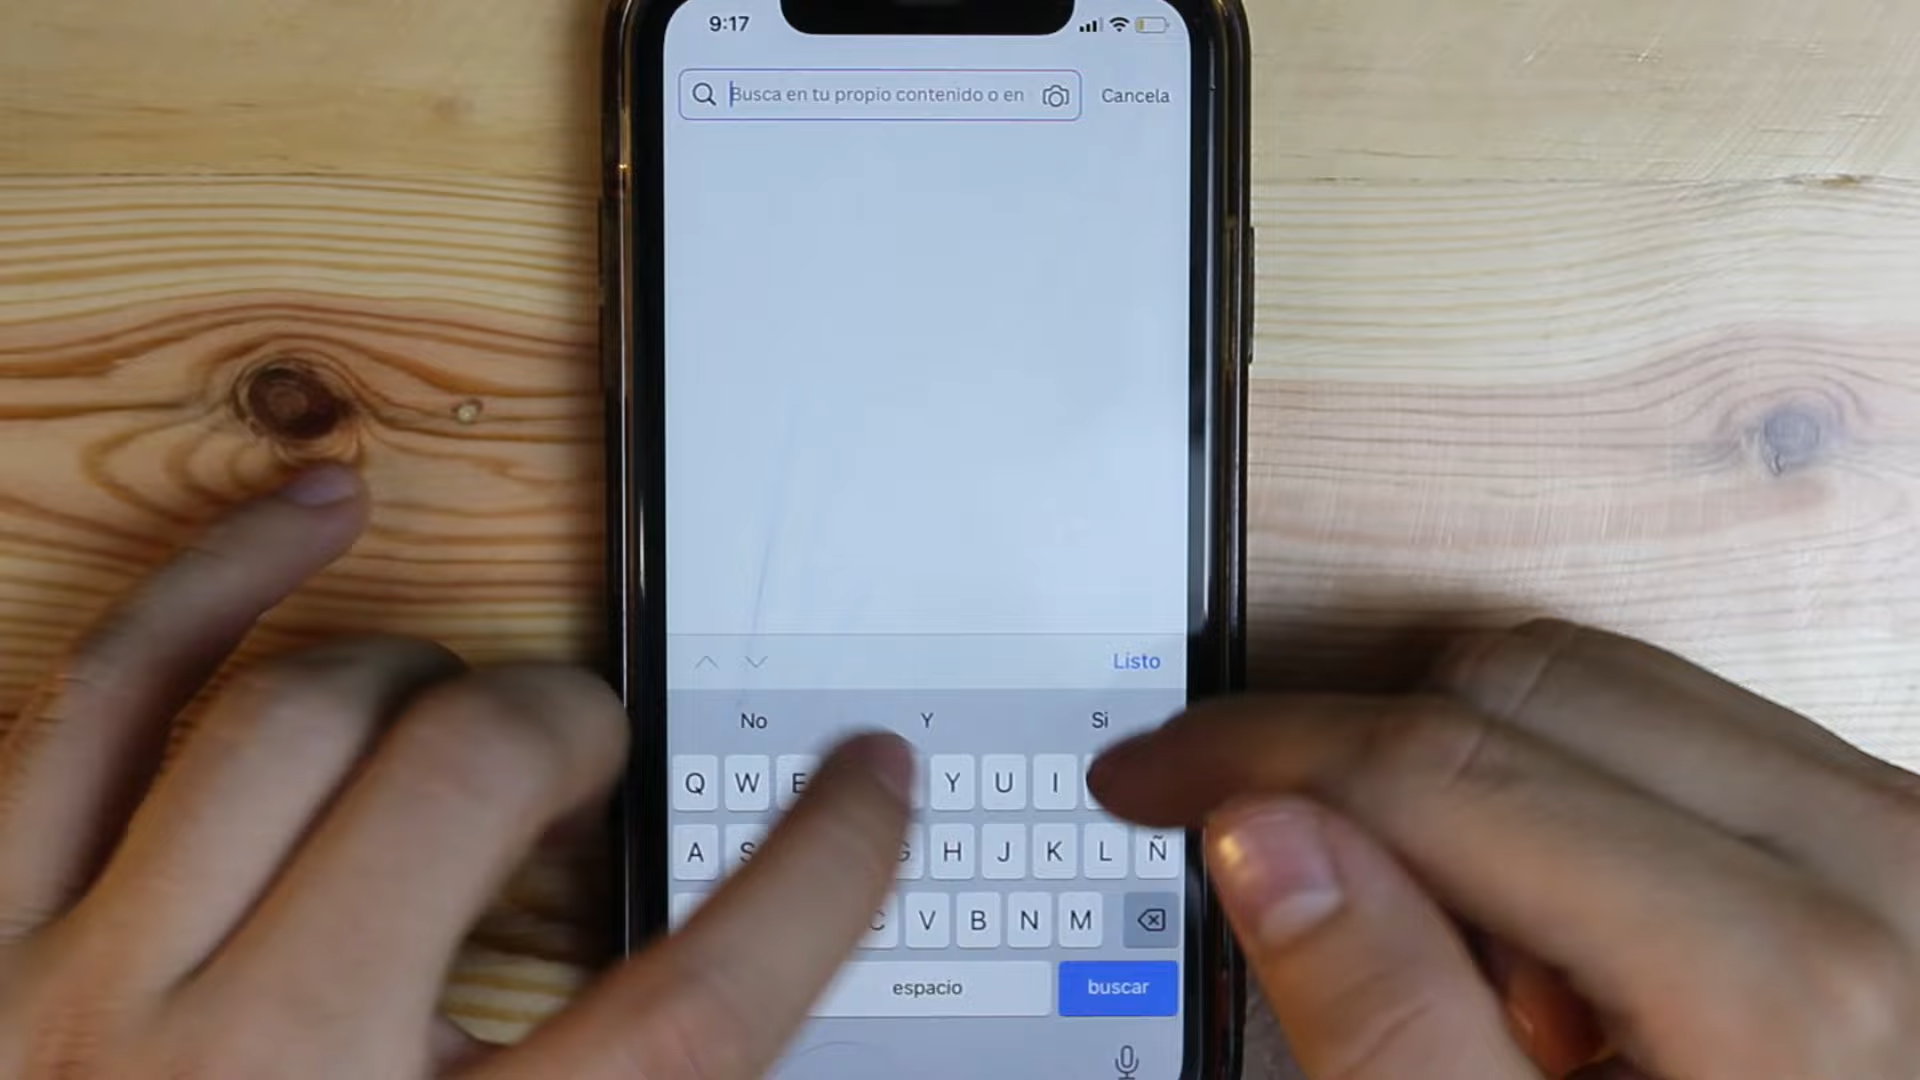 9:17
Busca en tu propio contenido o en
Cancela
Listo
No Y Si
Q W E Y U I
A S G H J K L Ñ
C V B N M
espacio buscar